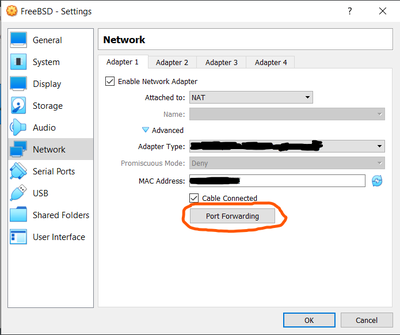 FreeBSD - Settings
General
System
Display
Storage
Audio
Network
Serial Ports
USB
Shared Folders
User Interface
Network
Adapter 1 Adapter 2 Adapter 3 Adapter 4
Enable Network Adapter
Attached to: NAT
Name:
Advanced
Adapter Type:
Promiscuous Mode: Deny
MAC Address:
Cable Connected
Port Forwarding
OK Cancel